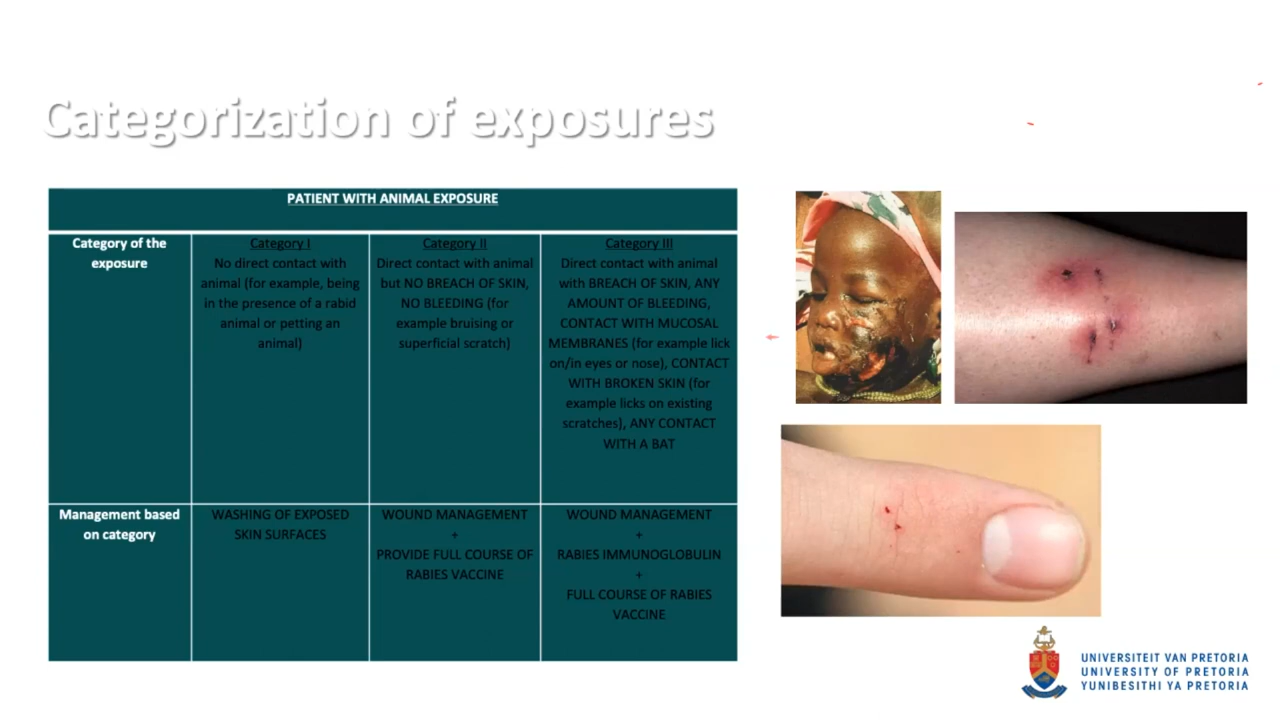 Categorization of exposures
PATIENT WITH ANIMAL EXPOSURE
Category of the
exposure
Category I
No direct contact with
animal (for example, being
in the presence of a rabid
animal or petting an
animal)
Category II
Direct contact with animal
but NO BREACH OF SKIN,
NO BLEEDING (for
example bruising or
superficial scratch)
Category III
Direct contact with animal
with BREACH OF SKIN, ANY
AMOUNT OF BLEEDING,
CONTACT WITH MUCOSAL
MEMBRANES (for example lick
on/in eyes or nose), CONTACT
WITH BROKEN SKIN (for
example licks on existing
scratches), ANY CONTACT
WITH A BAT
Management based
on category
WASHING OF EXPOSED
SKIN SURFACES
WOUND MANAGEMENT
+
PROVIDE FULL COURSE OF
RABIES VACCINE
WOUND MANAGEMENT
+
RABIES IMMUNOGLOBULIN
+
FULL COURSE OF RABIES
VACCINE
UNIVERSITEIT VAN PRETORIA
UNIVERSITY OF PRETORIA
YUNIBESITHI YA PRETORIA